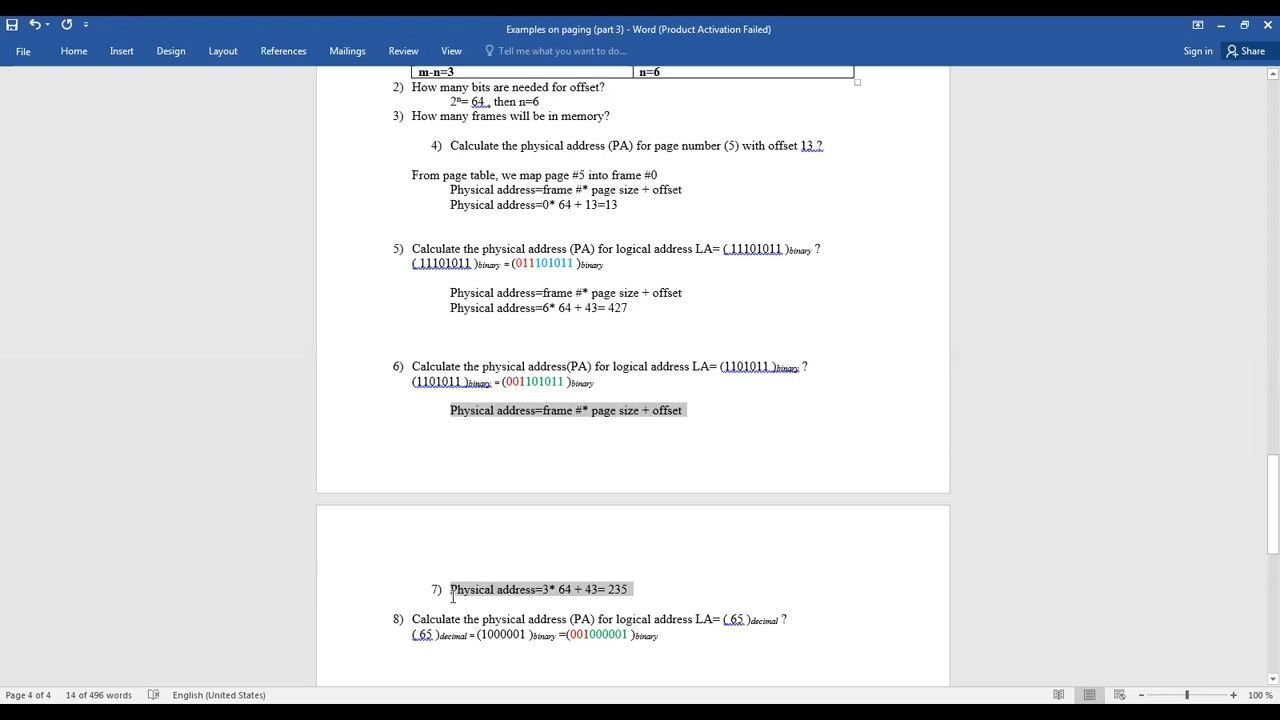 Examples on paging (part 3) - Word (Product Activation Failed)
File Home Insert Design Layout References Mailings Review View Tell me what you want to do... Sign in Share
m-n=3 n=6
2) How many bits are needed for offset?
2ⁿ= 64 , then n=6
3) How many frames will be in memory?
4) Calculate the physical address (PA) for page number (5) with offset 13 ?
From page table, we map page #5 into frame #0
Physical address=frame #* page size + offset
Physical address=0* 64 + 13=13
5) Calculate the physical address (PA) for logical address LA= ( 11101011 )binary ?
( 11101011 )binary = (011101011 )binary
Physical address=frame #* page size + offset
Physical address=6* 64 + 43= 427
6) Calculate the physical address(PA) for logical address LA= (1101011 )binary ?
(1101011 )binary = (001101011 )binary
Physical address=frame #* page size + offset
7) Physical address=3* 64 + 43= 235
8) Calculate the physical address (PA) for logical address LA= ( 65 )decimal ?
( 65 )decimal = (1000001 )binary =(001000001 )binary
Page 4 of 4 14 of 496 words English (United States) 100 %